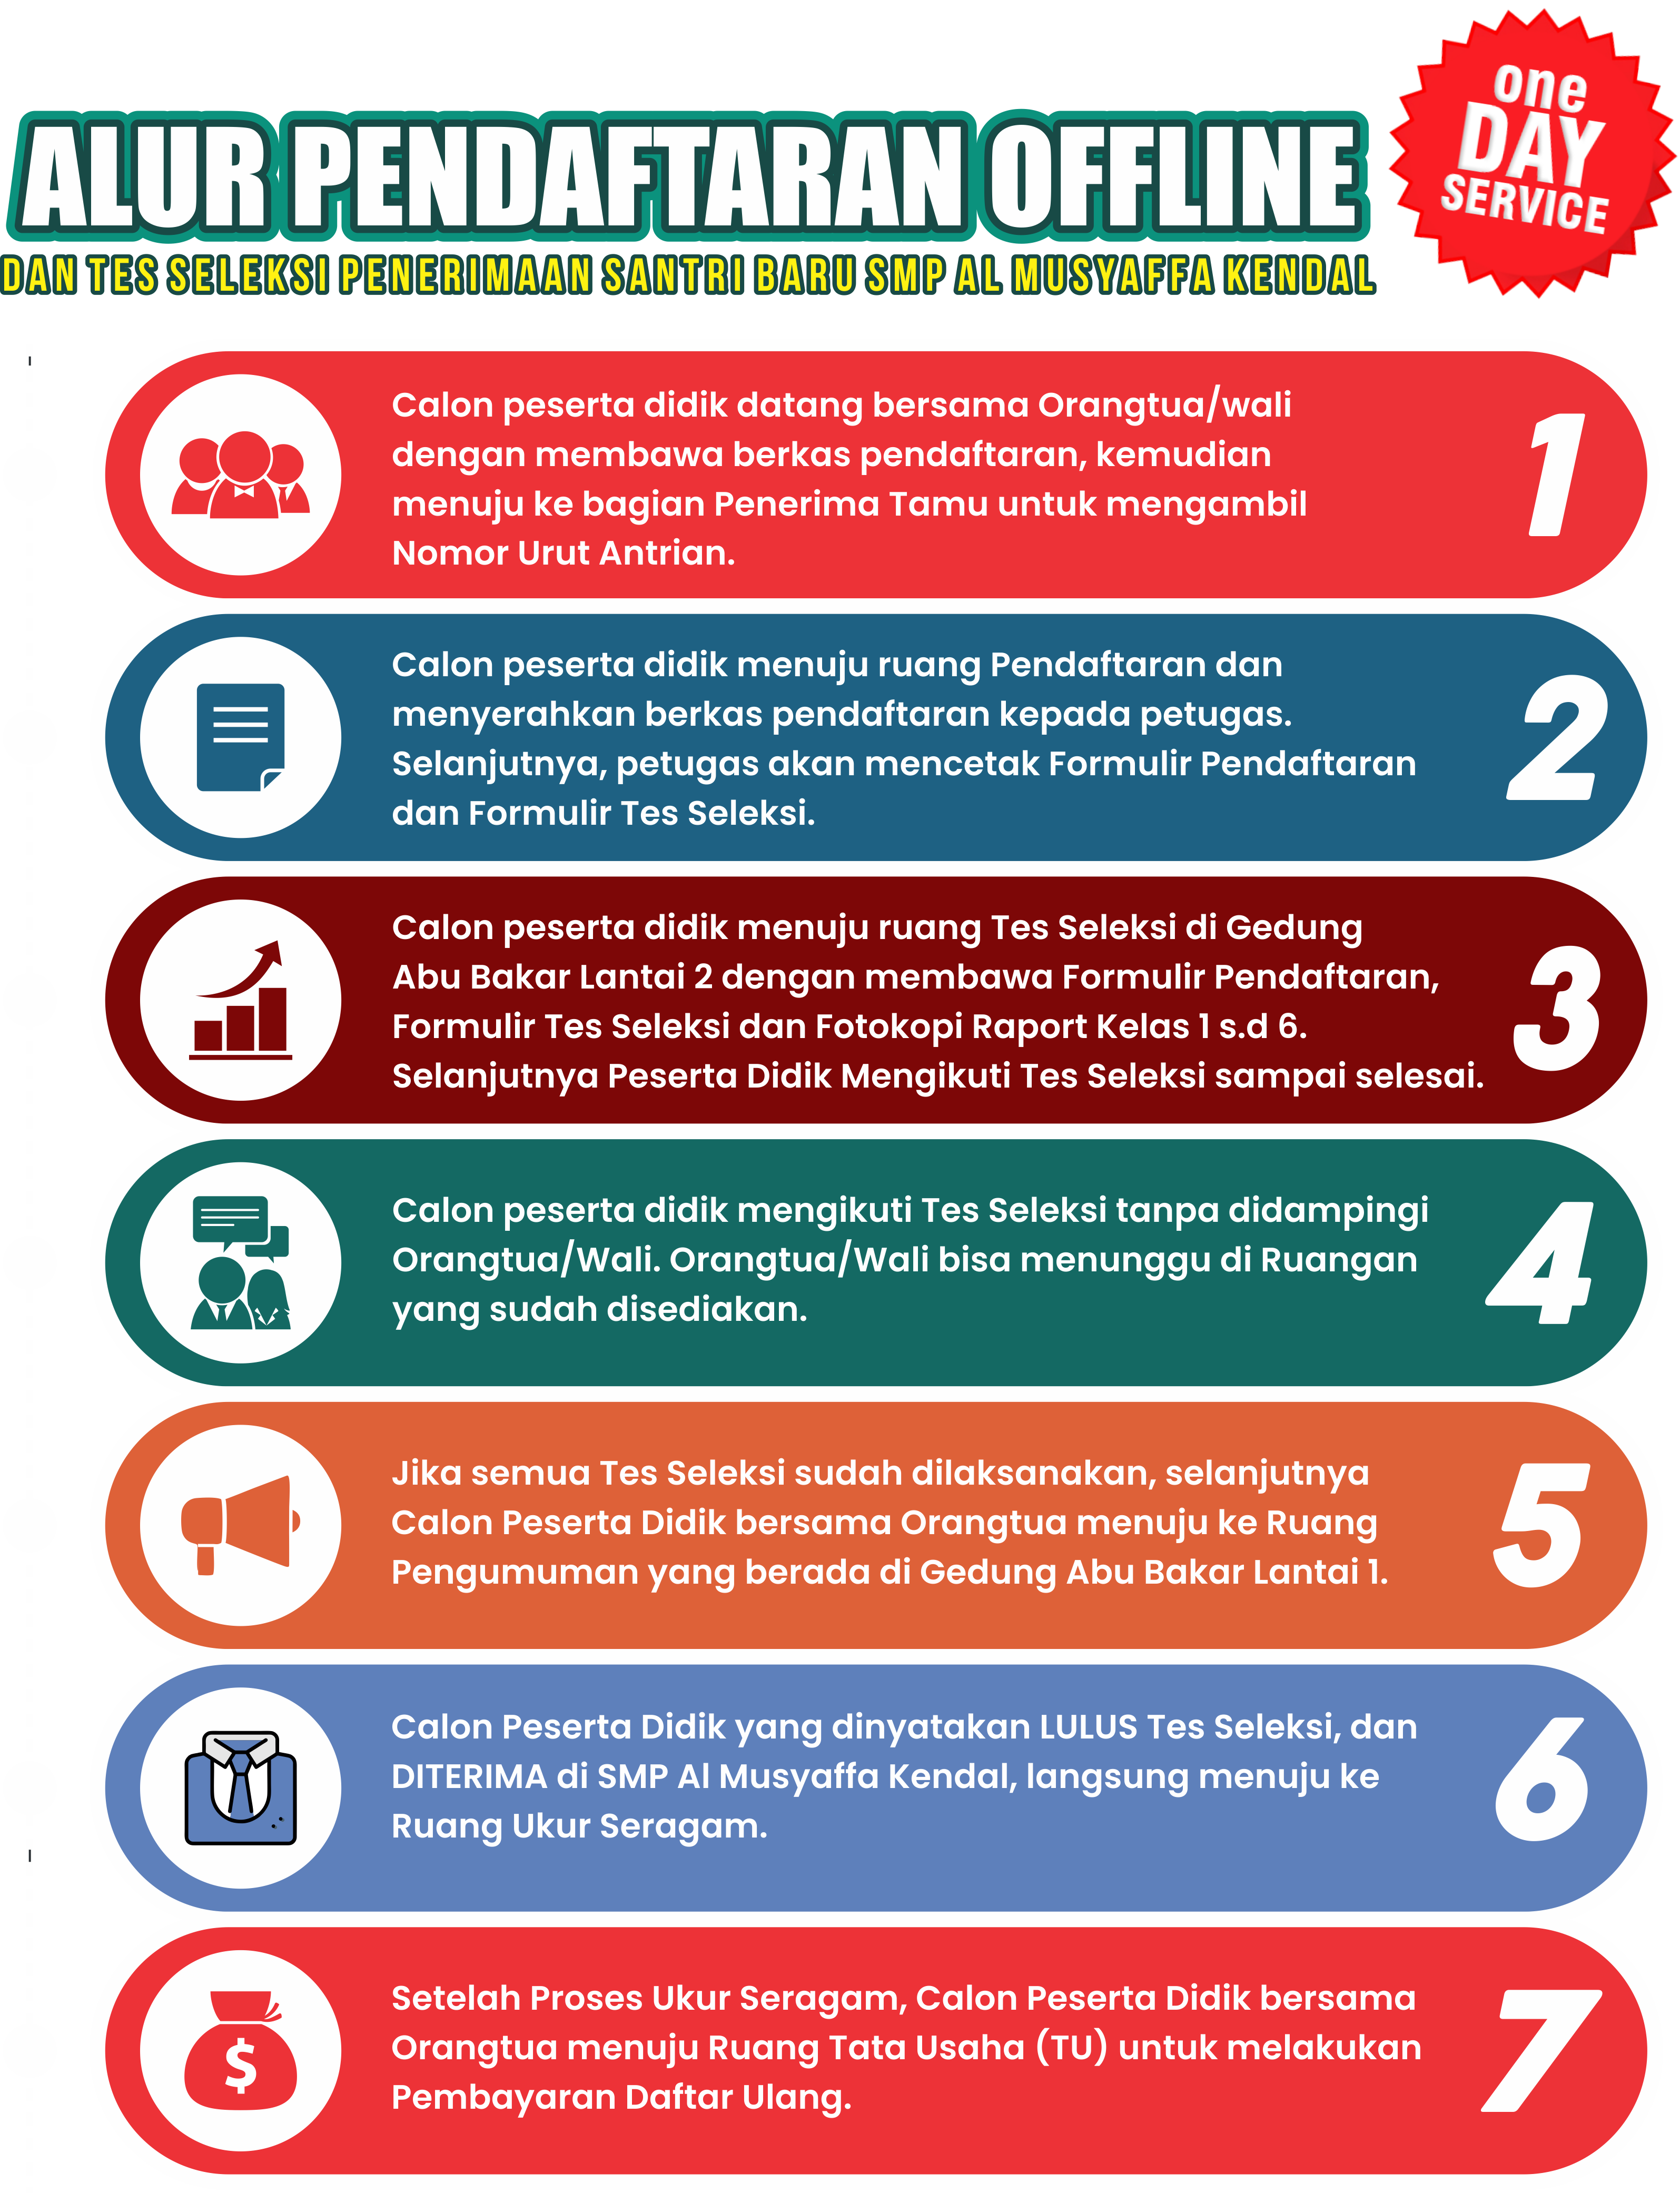 one
DAY
SERVICE
ALUR PENDAFTARAN OFFLINE
DAN TES SELEKSI PENERIMAAN SANTRI BARU SMP AL MUSYAFFA KENDAL
Calon peserta didik datang bersama Orangtua/wali
dengan membawa berkas pendaftaran, kemudian
menuju ke bagian Penerima Tamu untuk mengambil
Nomor Urut Antrian.
1
Calon peserta didik menuju ruang Pendaftaran dan
menyerahkan berkas pendaftaran kepada petugas.
Selanjutnya, petugas akan mencetak Formulir Pendaftaran
dan Formulir Tes Seleksi.
2
Calon peserta didik menuju ruang Tes Seleksi di Gedung
Abu Bakar Lantai 2 dengan membawa Formulir Pendaftaran,
Formulir Tes Seleksi dan Fotokopi Raport Kelas 1 s.d 6.
Selanjutnya Peserta Didik Mengikuti Tes Seleksi sampai selesai.
3
Calon peserta didik mengikuti Tes Seleksi tanpa didampingi
Orangtua/Wali. Orangtua/Wali bisa menunggu di Ruangan
yang sudah disediakan.
4
Jika semua Tes Seleksi sudah dilaksanakan, selanjutnya
Calon Peserta Didik bersama Orangtua menuju ke Ruang
Pengumuman yang berada di Gedung Abu Bakar Lantai 1.
5
Calon Peserta Didik yang dinyatakan LULUS Tes Seleksi, dan
DITERIMA di SMP Al Musyaffa Kendal, langsung menuju ke
Ruang Ukur Seragam.
6
Setelah Proses Ukur Seragam, Calon Peserta Didik bersama
Orangtua menuju Ruang Tata Usaha (TU) untuk melakukan
Pembayaran Daftar Ulang.
7
$